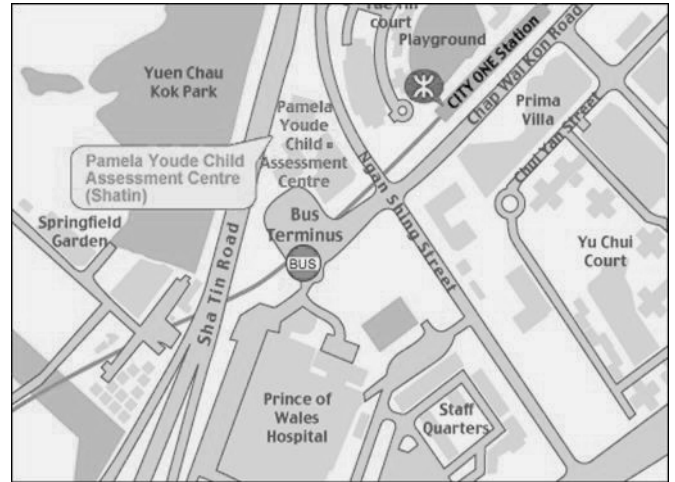 court
Playground
CITY ONE Station
Chap Wai Kon Road
Yuen Chau
Kok Park
Pamela
Youde
Child
Assessment
Centre
Prima
Villa
Chui Yan Street
Pamela Youde Child
Assessment Centre
(Shatin)
Ngan Shing Street
Springfield
Garden
Bus
Terminus
BUS
Sha Tin Road
Yu Chui
Court
Prince of
Wales
Hospital
Staff
Quarters